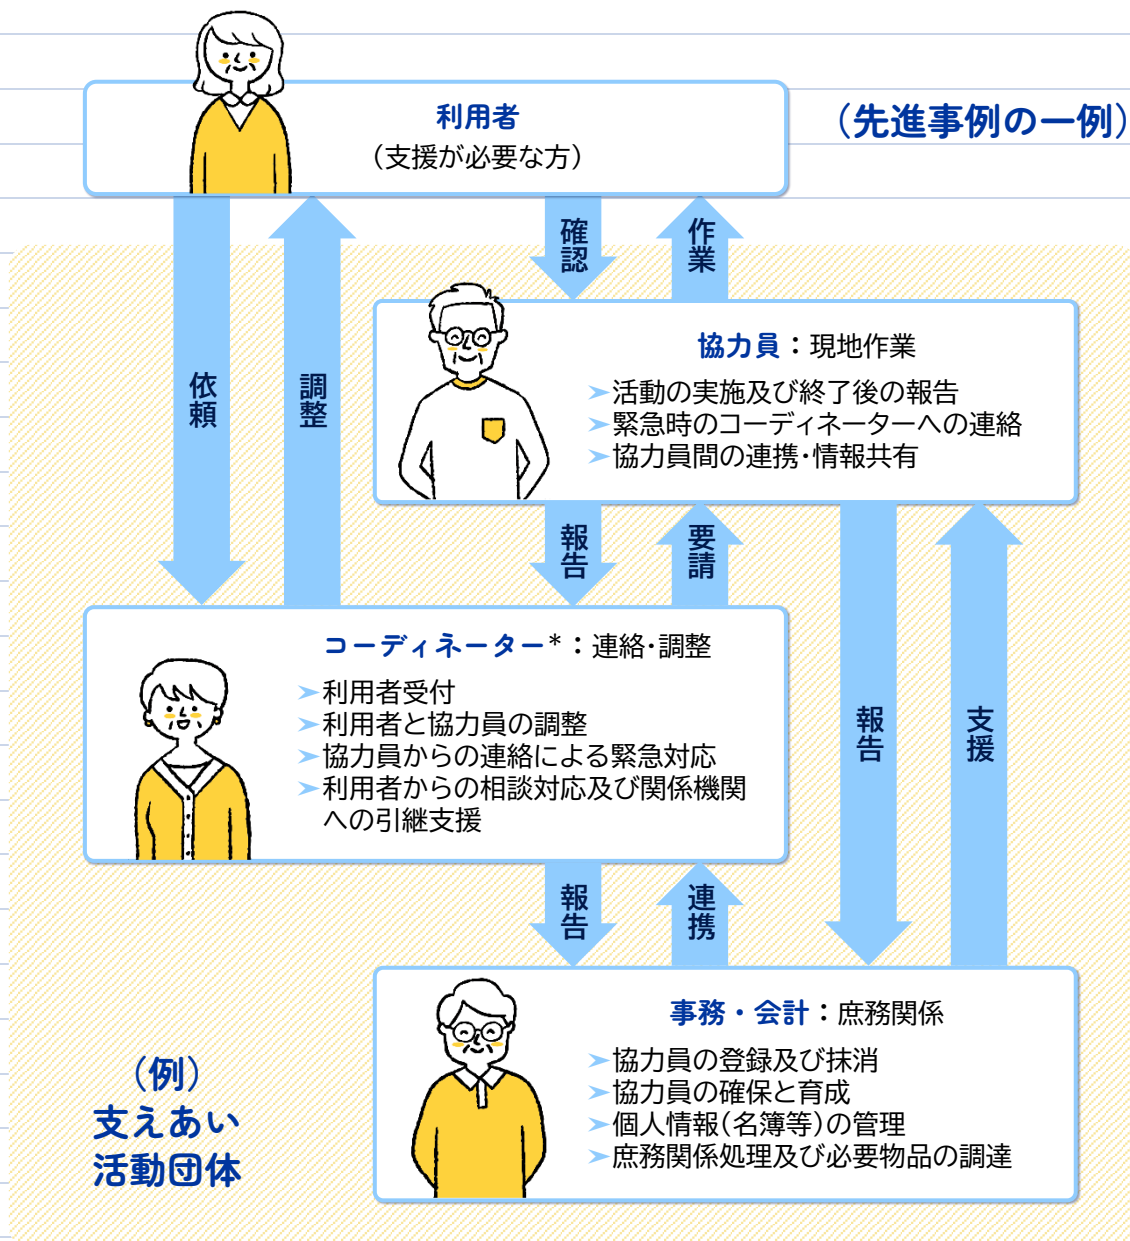 (先進事例の一例)
利用者
(支援が必要な方)
確認
作業
依頼
調整
協力員：現地作業
➤活動の実施及び終了後の報告
➤緊急時のコーディネーターへの連絡
➤協力員間の連携・情報共有
報告
要請
コーディネーター*：連絡・調整
➤利用者受付
➤利用者と協力員の調整
➤協力員からの連絡による緊急対応
➤利用者からの相談対応及び関係機関
への引継支援
報告
支援
報告
連携
事務・会計：庶務関係
➤協力員の登録及び抹消
➤協力員の確保と育成
➤個人情報(名簿等)の管理
➤庶務関係処理及び必要物品の調達
(例)
支えあい
活動団体